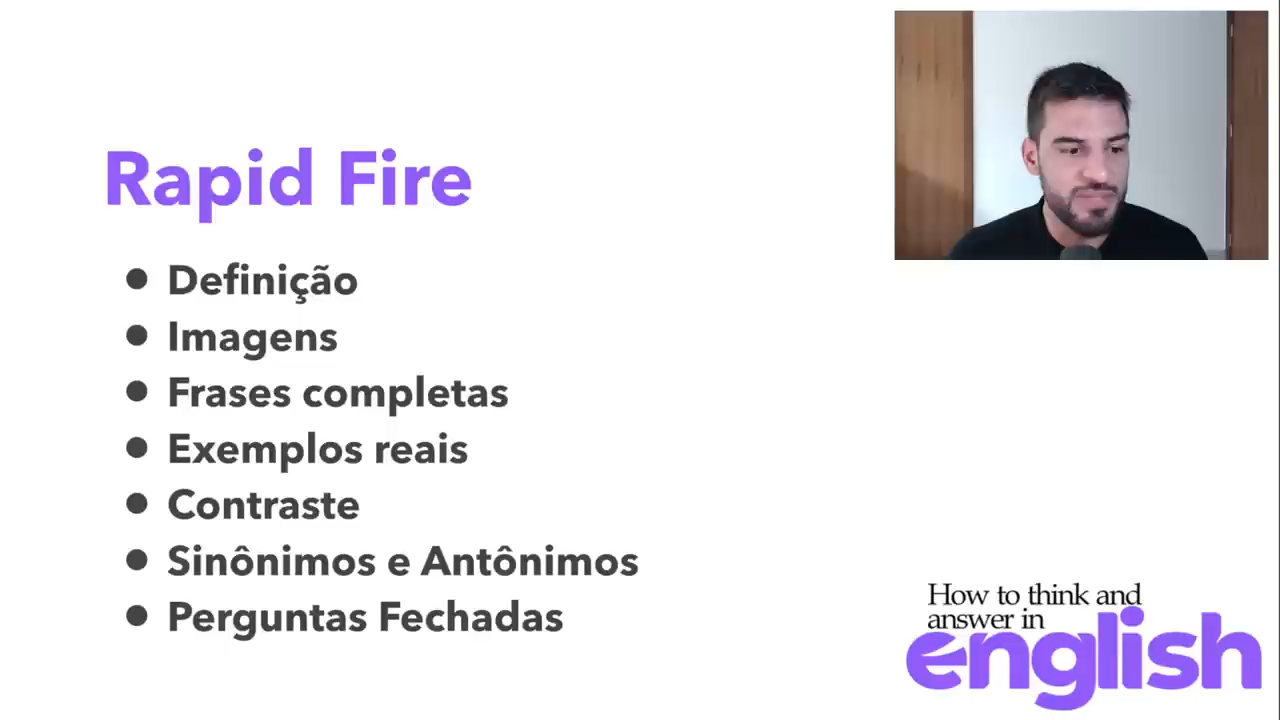 Rapid Fire
Definição
Imagens
Frases completas
Exemplos reais
Contraste
Sinônimos e Antônimos
Perguntas Fechadas
How to think and
answer in
english